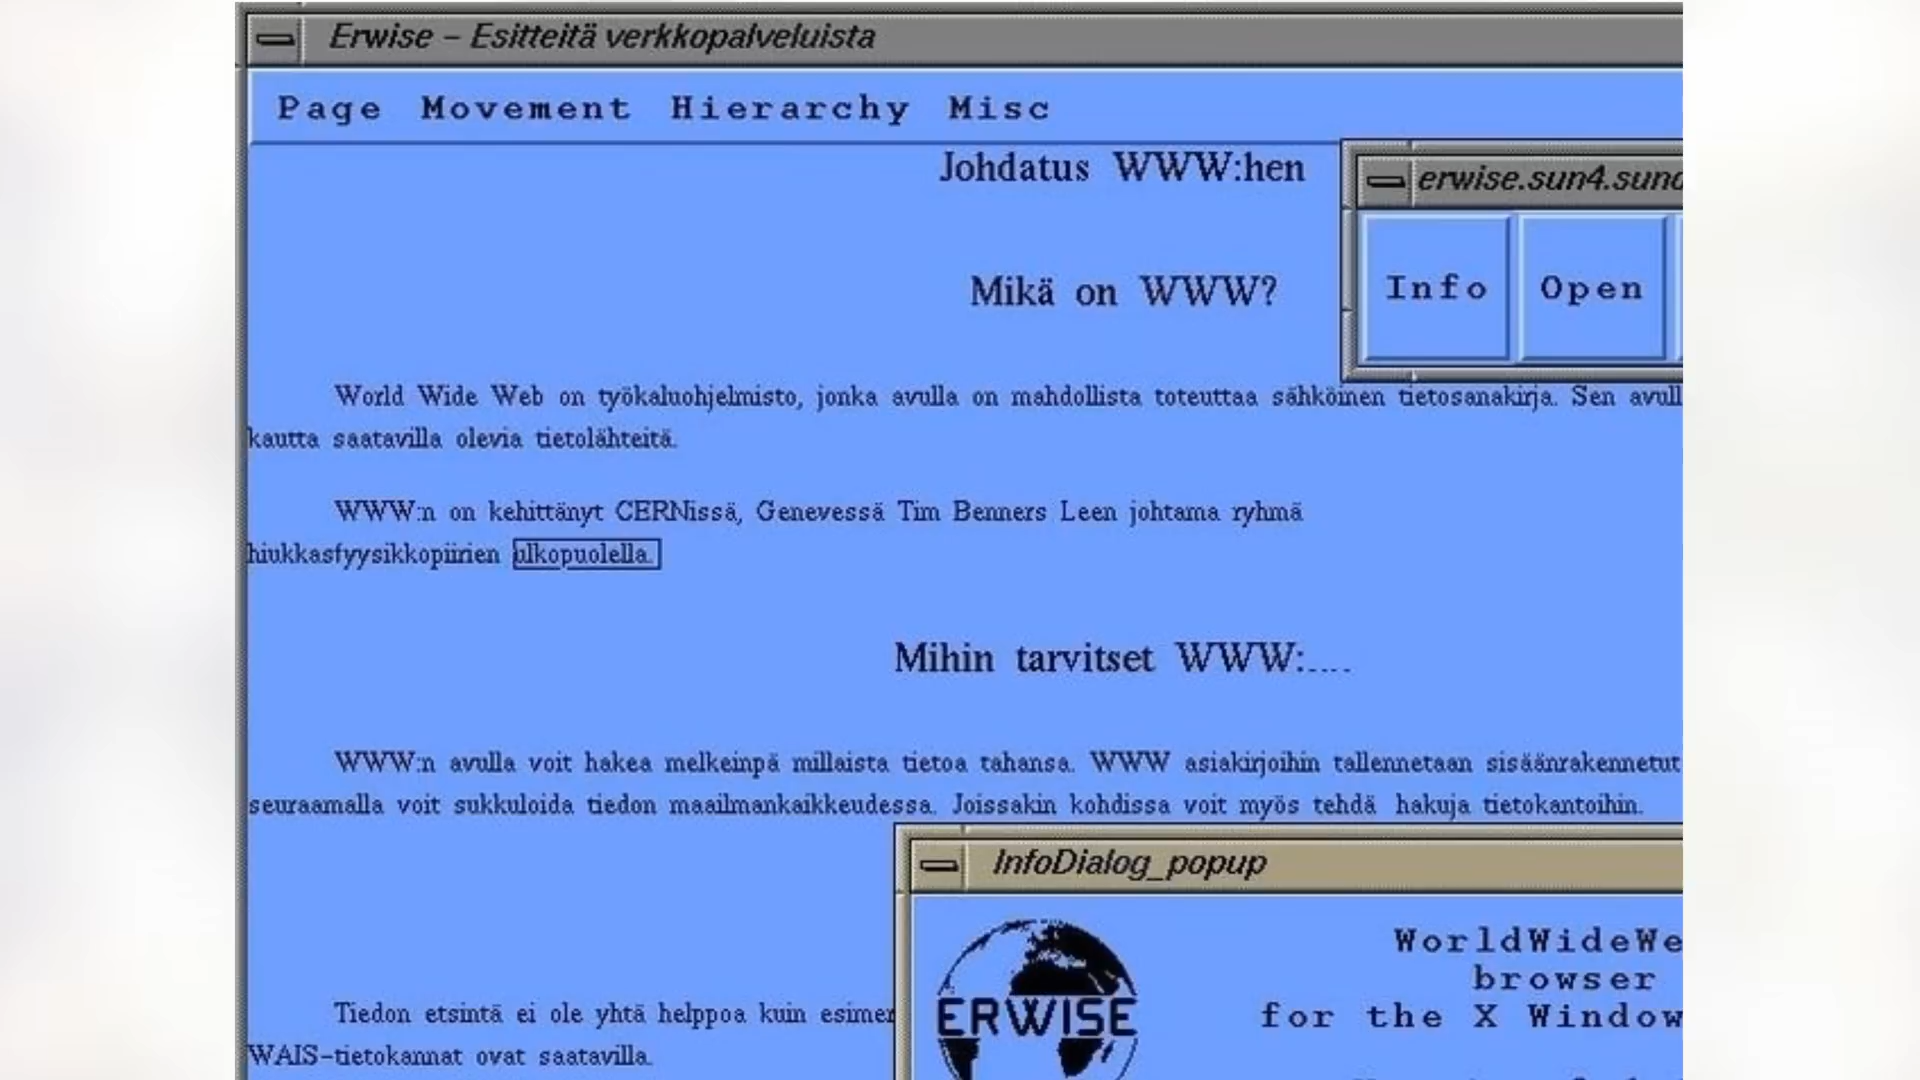 Erwise – Esitteitä verkkopalveluista
Page Movement Hierarchy Misc
Johdatus WWW:hen
erwise.sun4.sund
Info Open
Mikä on WWW?
World Wide Web on työkaluohjelmisto, jonka avulla on mahdollista toteuttaa sähköinen tietosanakirja. Sen avull
kautta saatavilla olevia tietolähteitä.
WWW:n on kehittänyt CERNissä, Genevessä Tim Benners Leen johtama ryhmä
hiukkasfyysikkopiirien ulkopuolella.
Mihin tarvitset WWW:....
WWW:n avulla voit hakea melkeinpä millaista tietoa tahansa. WWW asiakirjoihin tallennetaan sisäänrakennetut
seuraamalla voit sukkuloida tiedon maailmankaikkeudessa. Joissakin kohdissa voit myös tehdä hakuja tietokantoihin.
InfoDialog_popup
ERWISE
WorldWideWe
browser
for the X Window
Tiedon etsintä ei ole yhtä helppoa kuin esimer
WAIS-tietokannat ovat saatavilla.